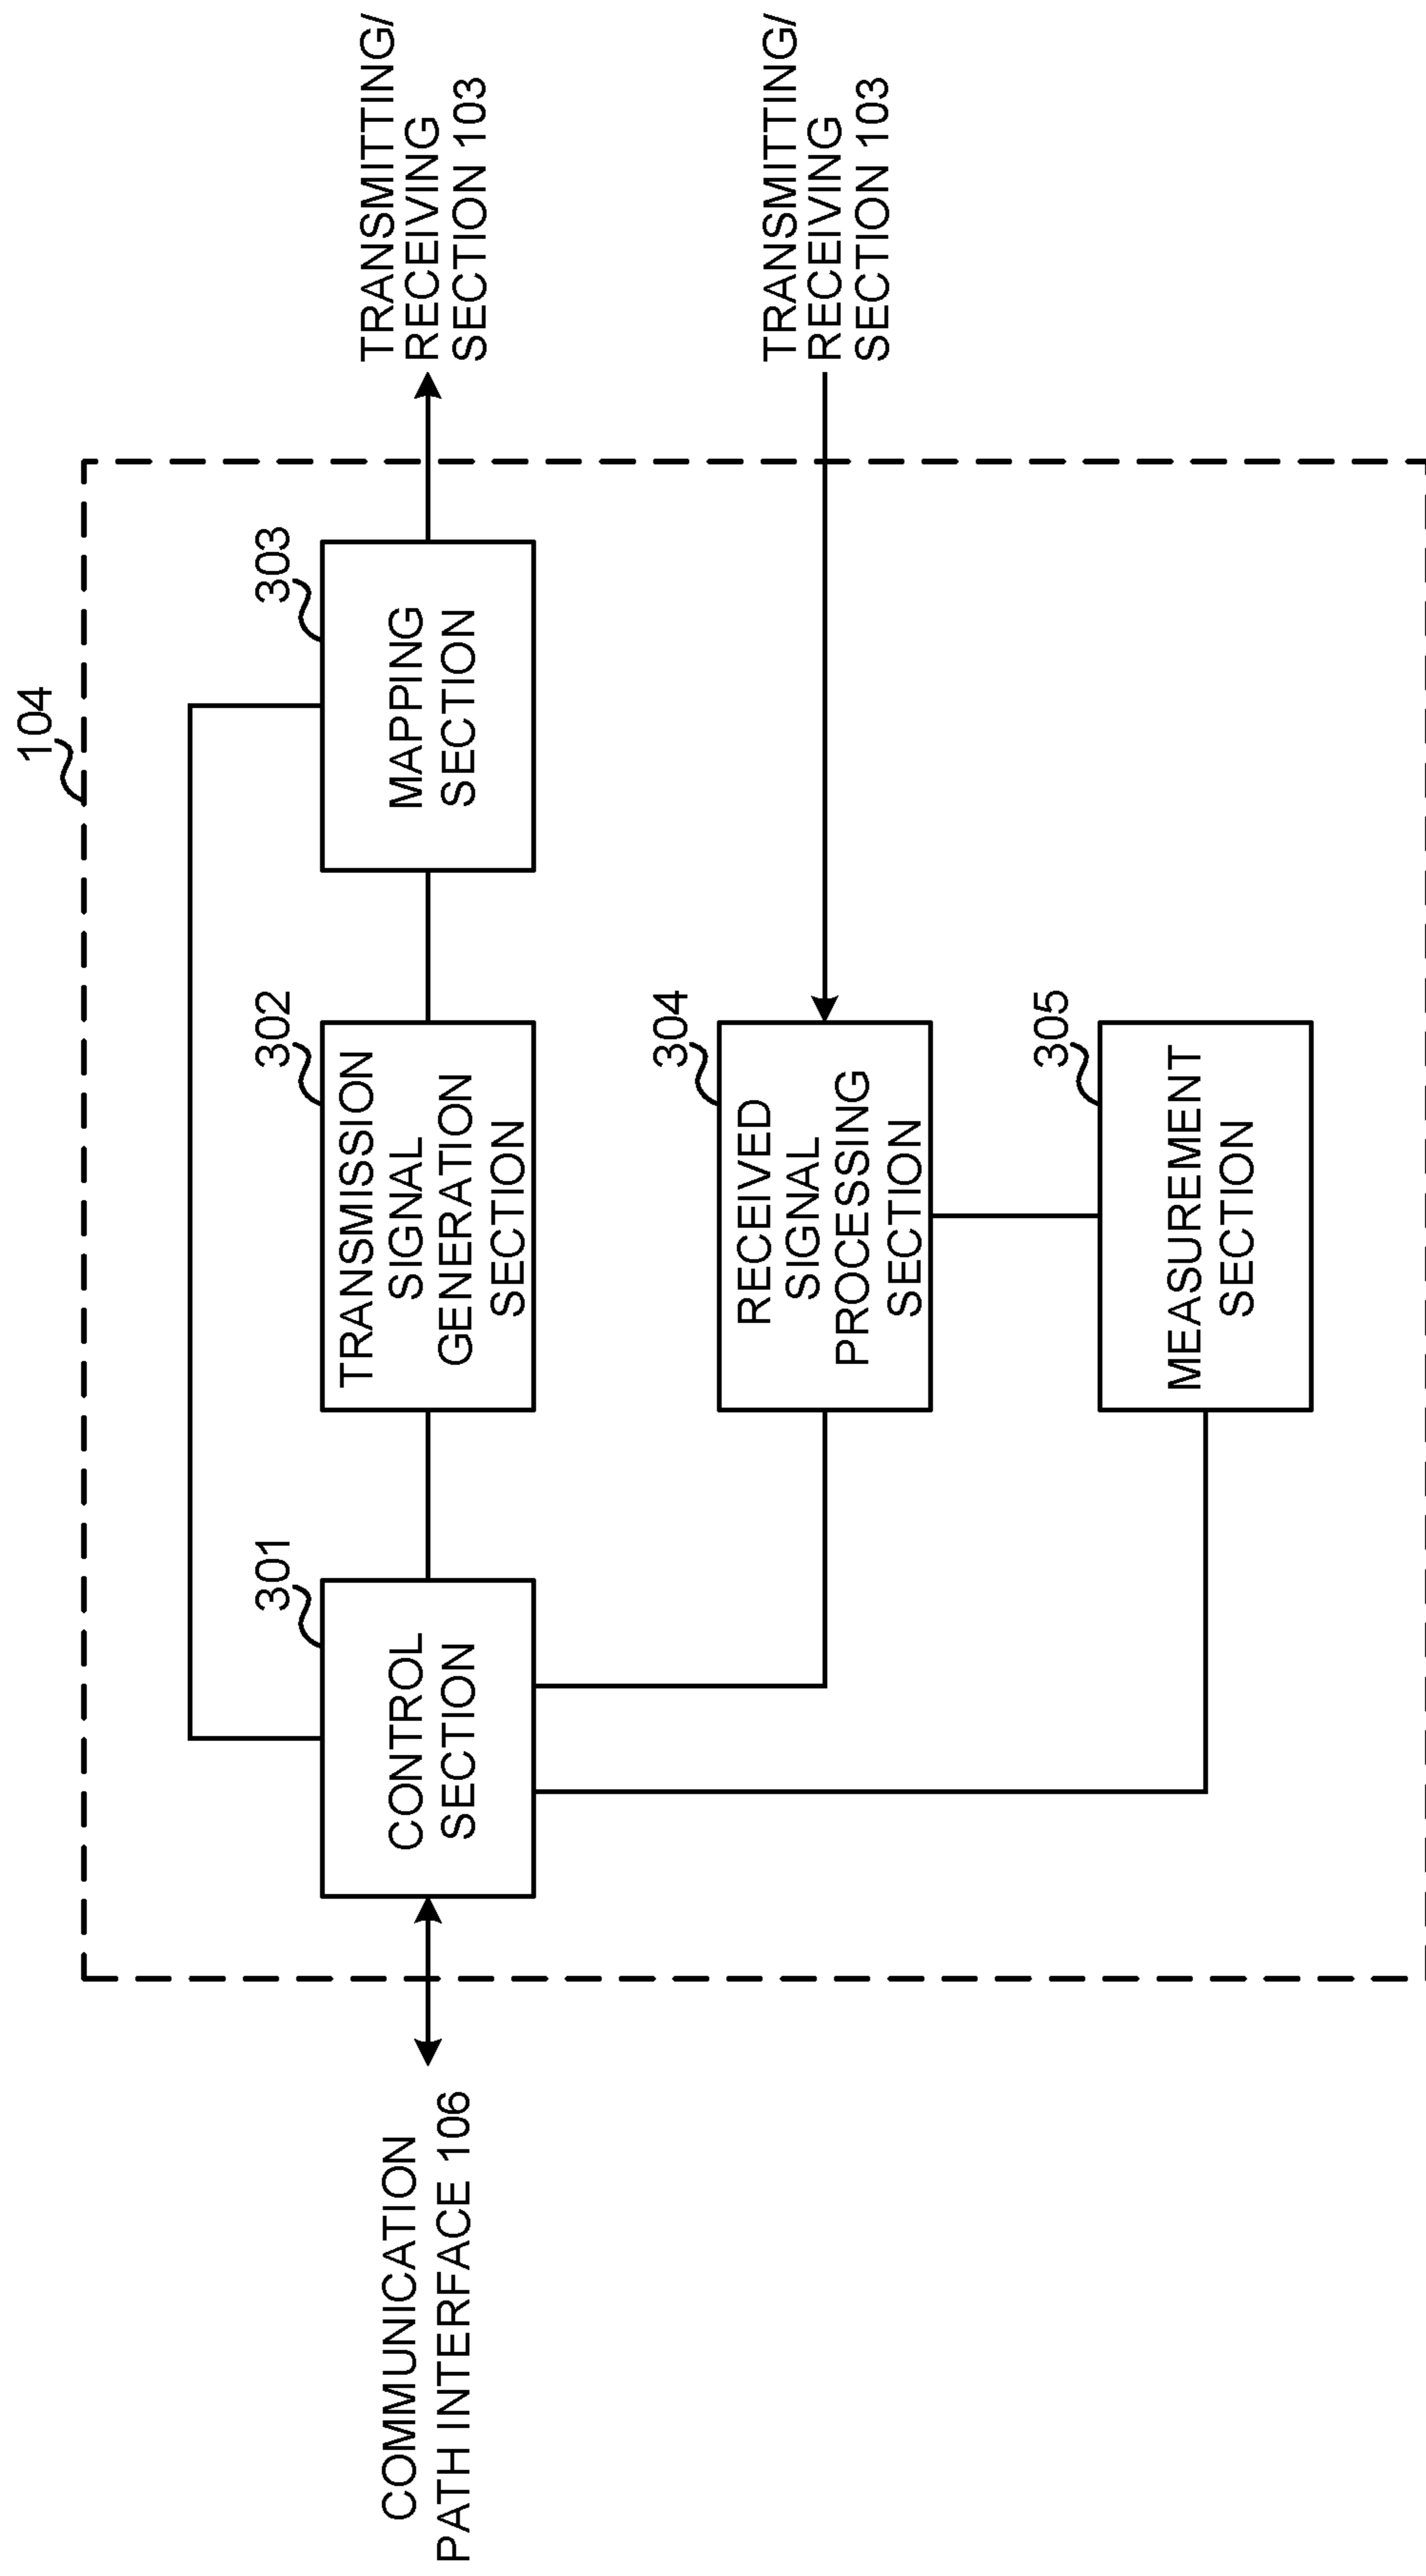 104
301
302
303
COMMUNICATION
PATH INTERFACE 106
CONTROL
SECTION
TRANSMISSION
SIGNAL
GENERATION
SECTION
MAPPING
SECTION
TRANSMITTING/
RECEIVING
SECTION 103
304
RECEIVED
SIGNAL
PROCESSING
SECTION
TRANSMITTING/
RECEIVING
SECTION 103
305
MEASUREMENT
SECTION